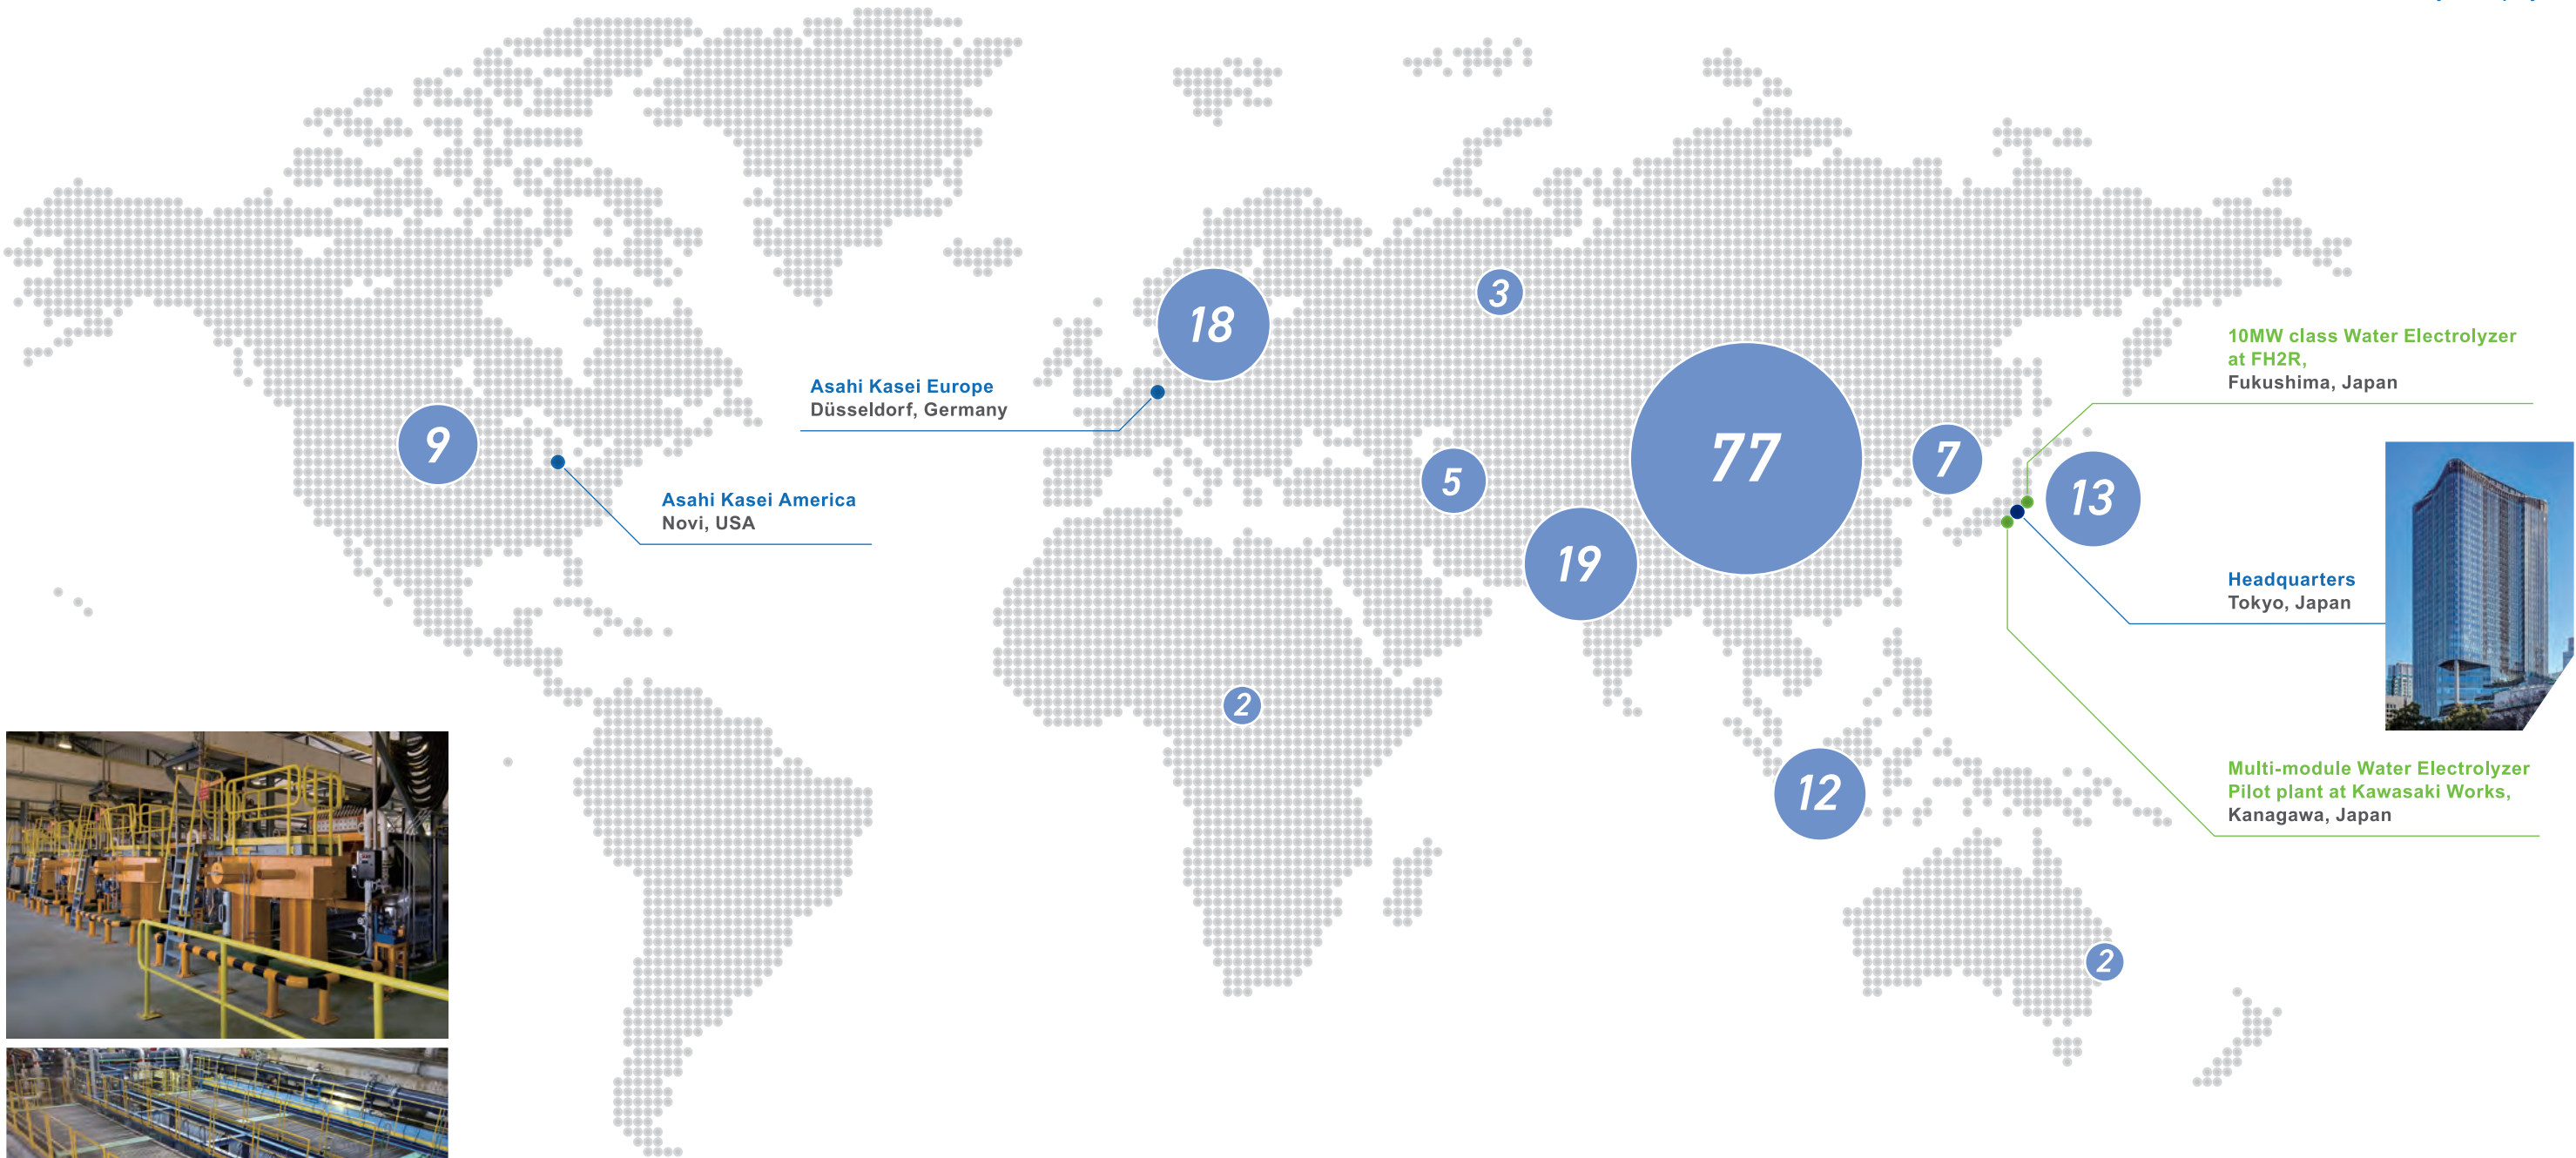 3
18
10MW class Water Electrolyzer
at FH2R,
Fukushima, Japan
Asahi Kasei Europe
Düsseldorf, Germany
9
77
7
5
13
Asahi Kasei America
Novi, USA
19
Headquarters
Tokyo, Japan
2
12
Multi-module Water Electrolyzer
Pilot plant at Kawasaki Works,
Kanagawa, Japan
2